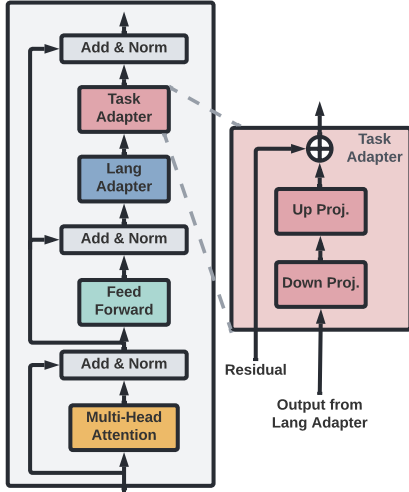 Add & Norm
Task
Adapter
Lang
Adapter
Add & Norm
Feed
Forward
Add & Norm
Multi-Head
Attention
Task
Adapter
Up Proj.
Down Proj.
Residual
Output from
Lang Adapter